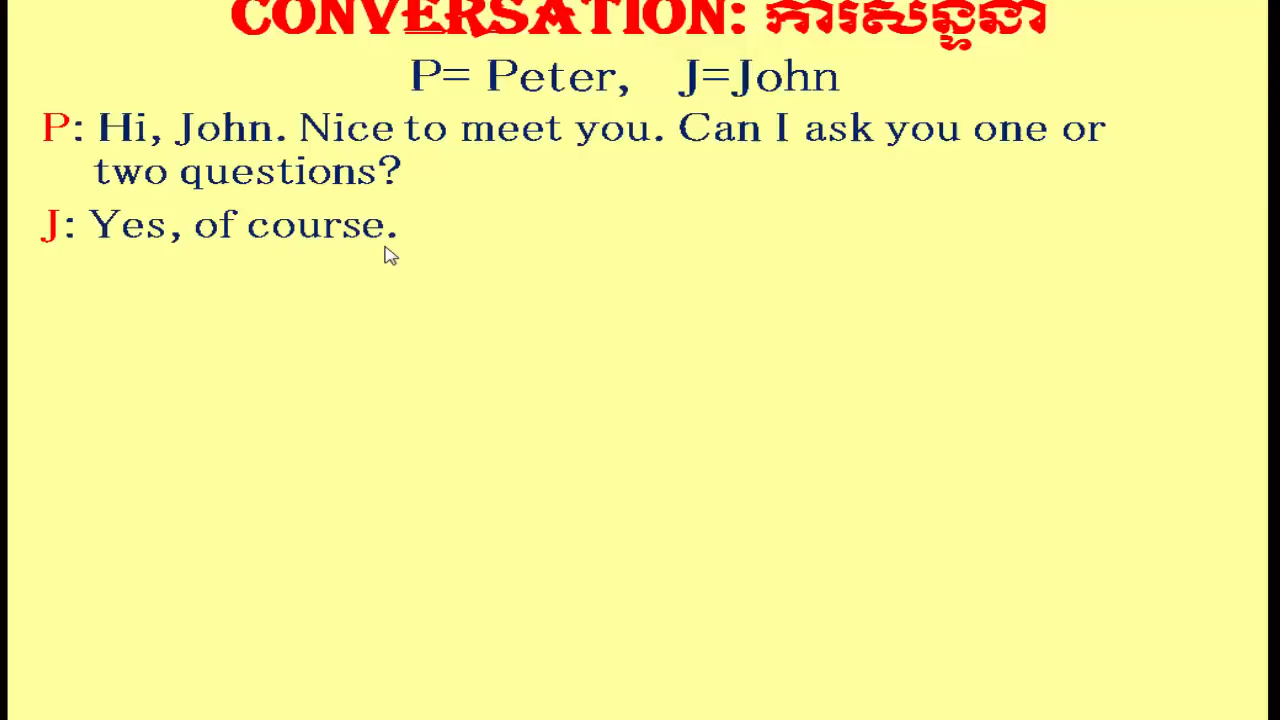 CONVERSATION: ការសន្ទនា
P= Peter, J=John
P: Hi, John. Nice to meet you. Can I ask you one or
two questions?
J: Yes, of course.